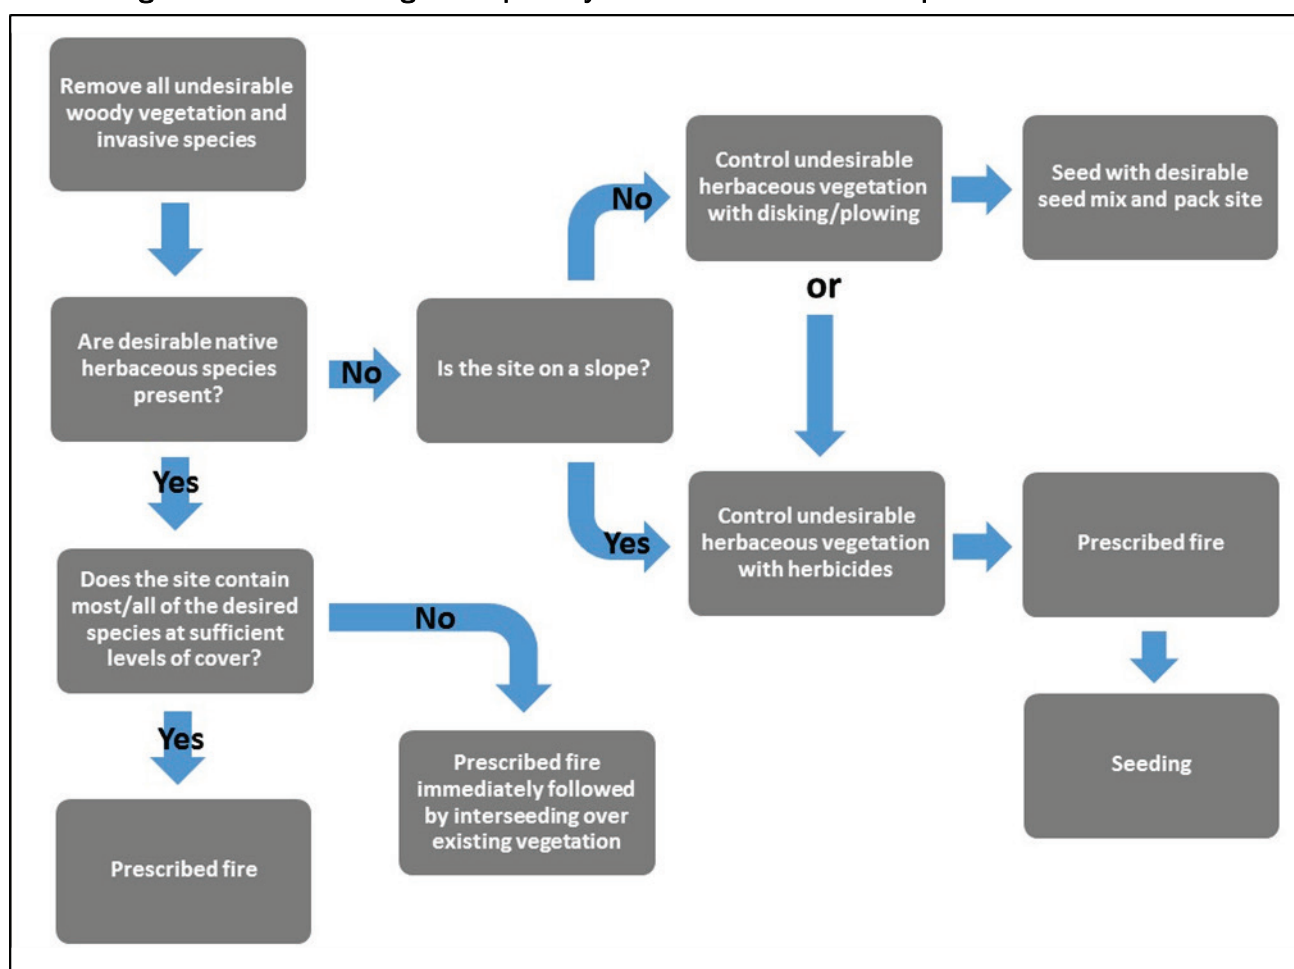 Remove all undesirable
woody vegetation and
invasive species
Are desirable native
herbaceous species
present?
No
Is the site on a slope?
No
Control undesirable
herbaceous vegetation
with disking/plowing
Seed with desirable
seed mix and pack site
or
Yes
Control undesirable
herbaceous vegetation
with herbicides
Prescribed fire
Seeding
Yes
Does the site contain
most/all of the desired
species at sufficient
levels of cover?
No
Prescribed fire
immediately followed
by interseeding over
existing vegetation
Yes
Prescribed fire